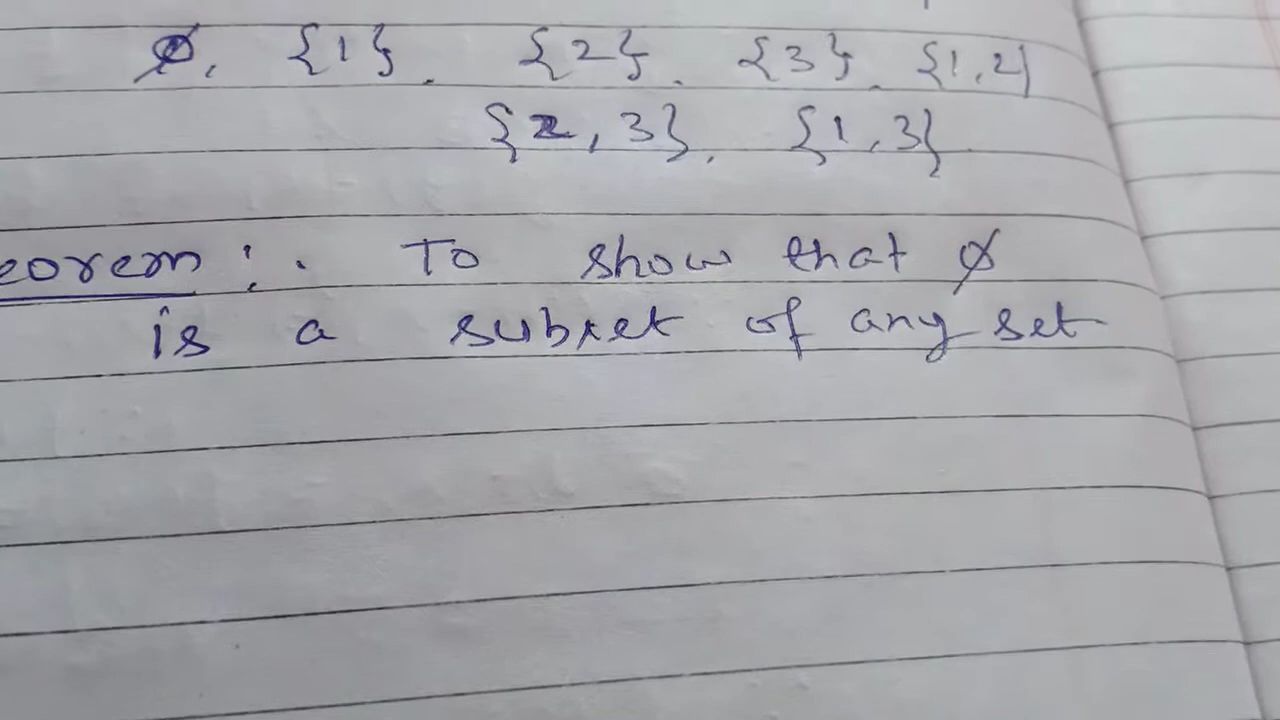 ∅, {1}, {2}, {3}, {1,2}
{2,3}, {1,3}
eorem :. To show that ∅
is a subset of any set